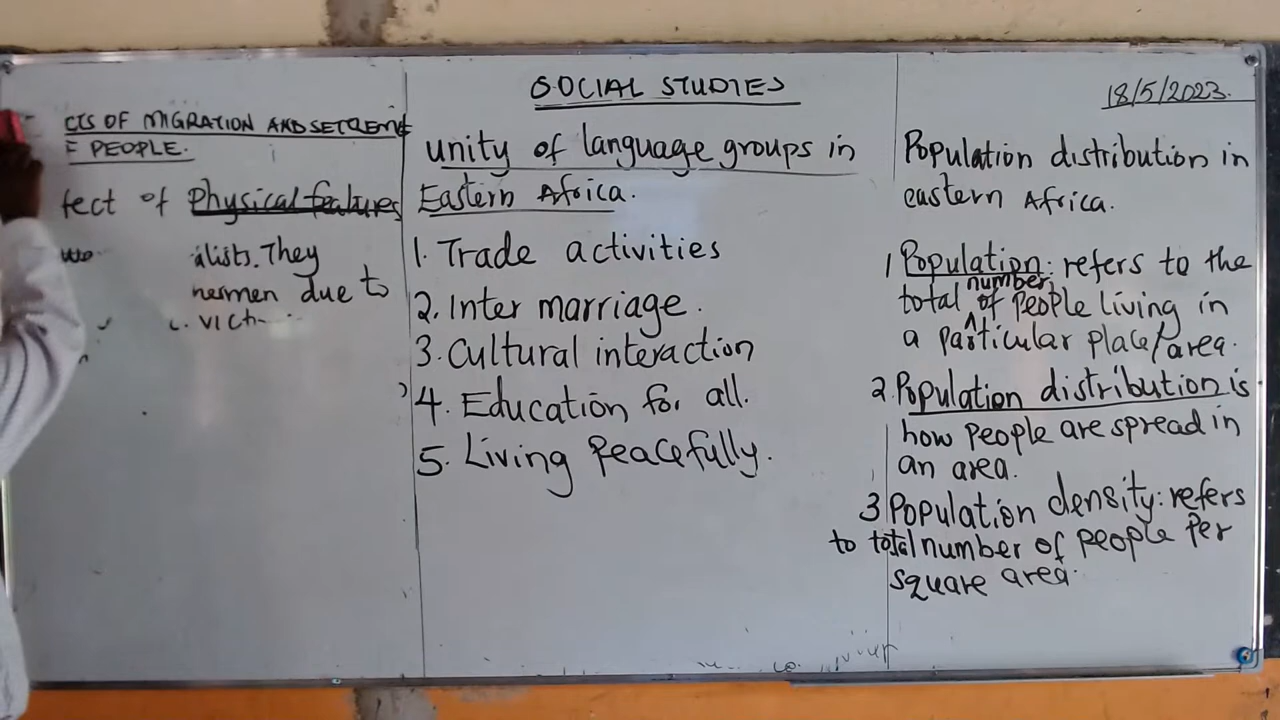 SOCIAL STUDIES
18/5/2023.
CTS OF MIGRATION AND SETTLEME
F PEOPLE.
fect of Physical features
alists. They
hermen due to
unity of language groups in
Eastern Africa.
1. Trade activities
2. Inter marriage.
3. Cultural interaction
4. Education for all.
5. Living Peacefully.
Population distribution in
eastern Africa.
1 Population: refers to the
total number of People living in
a particular place/area.
2. Population distribution is
how people are spread in
an area.
3 Population density: refers
to total number of people Per
square area.